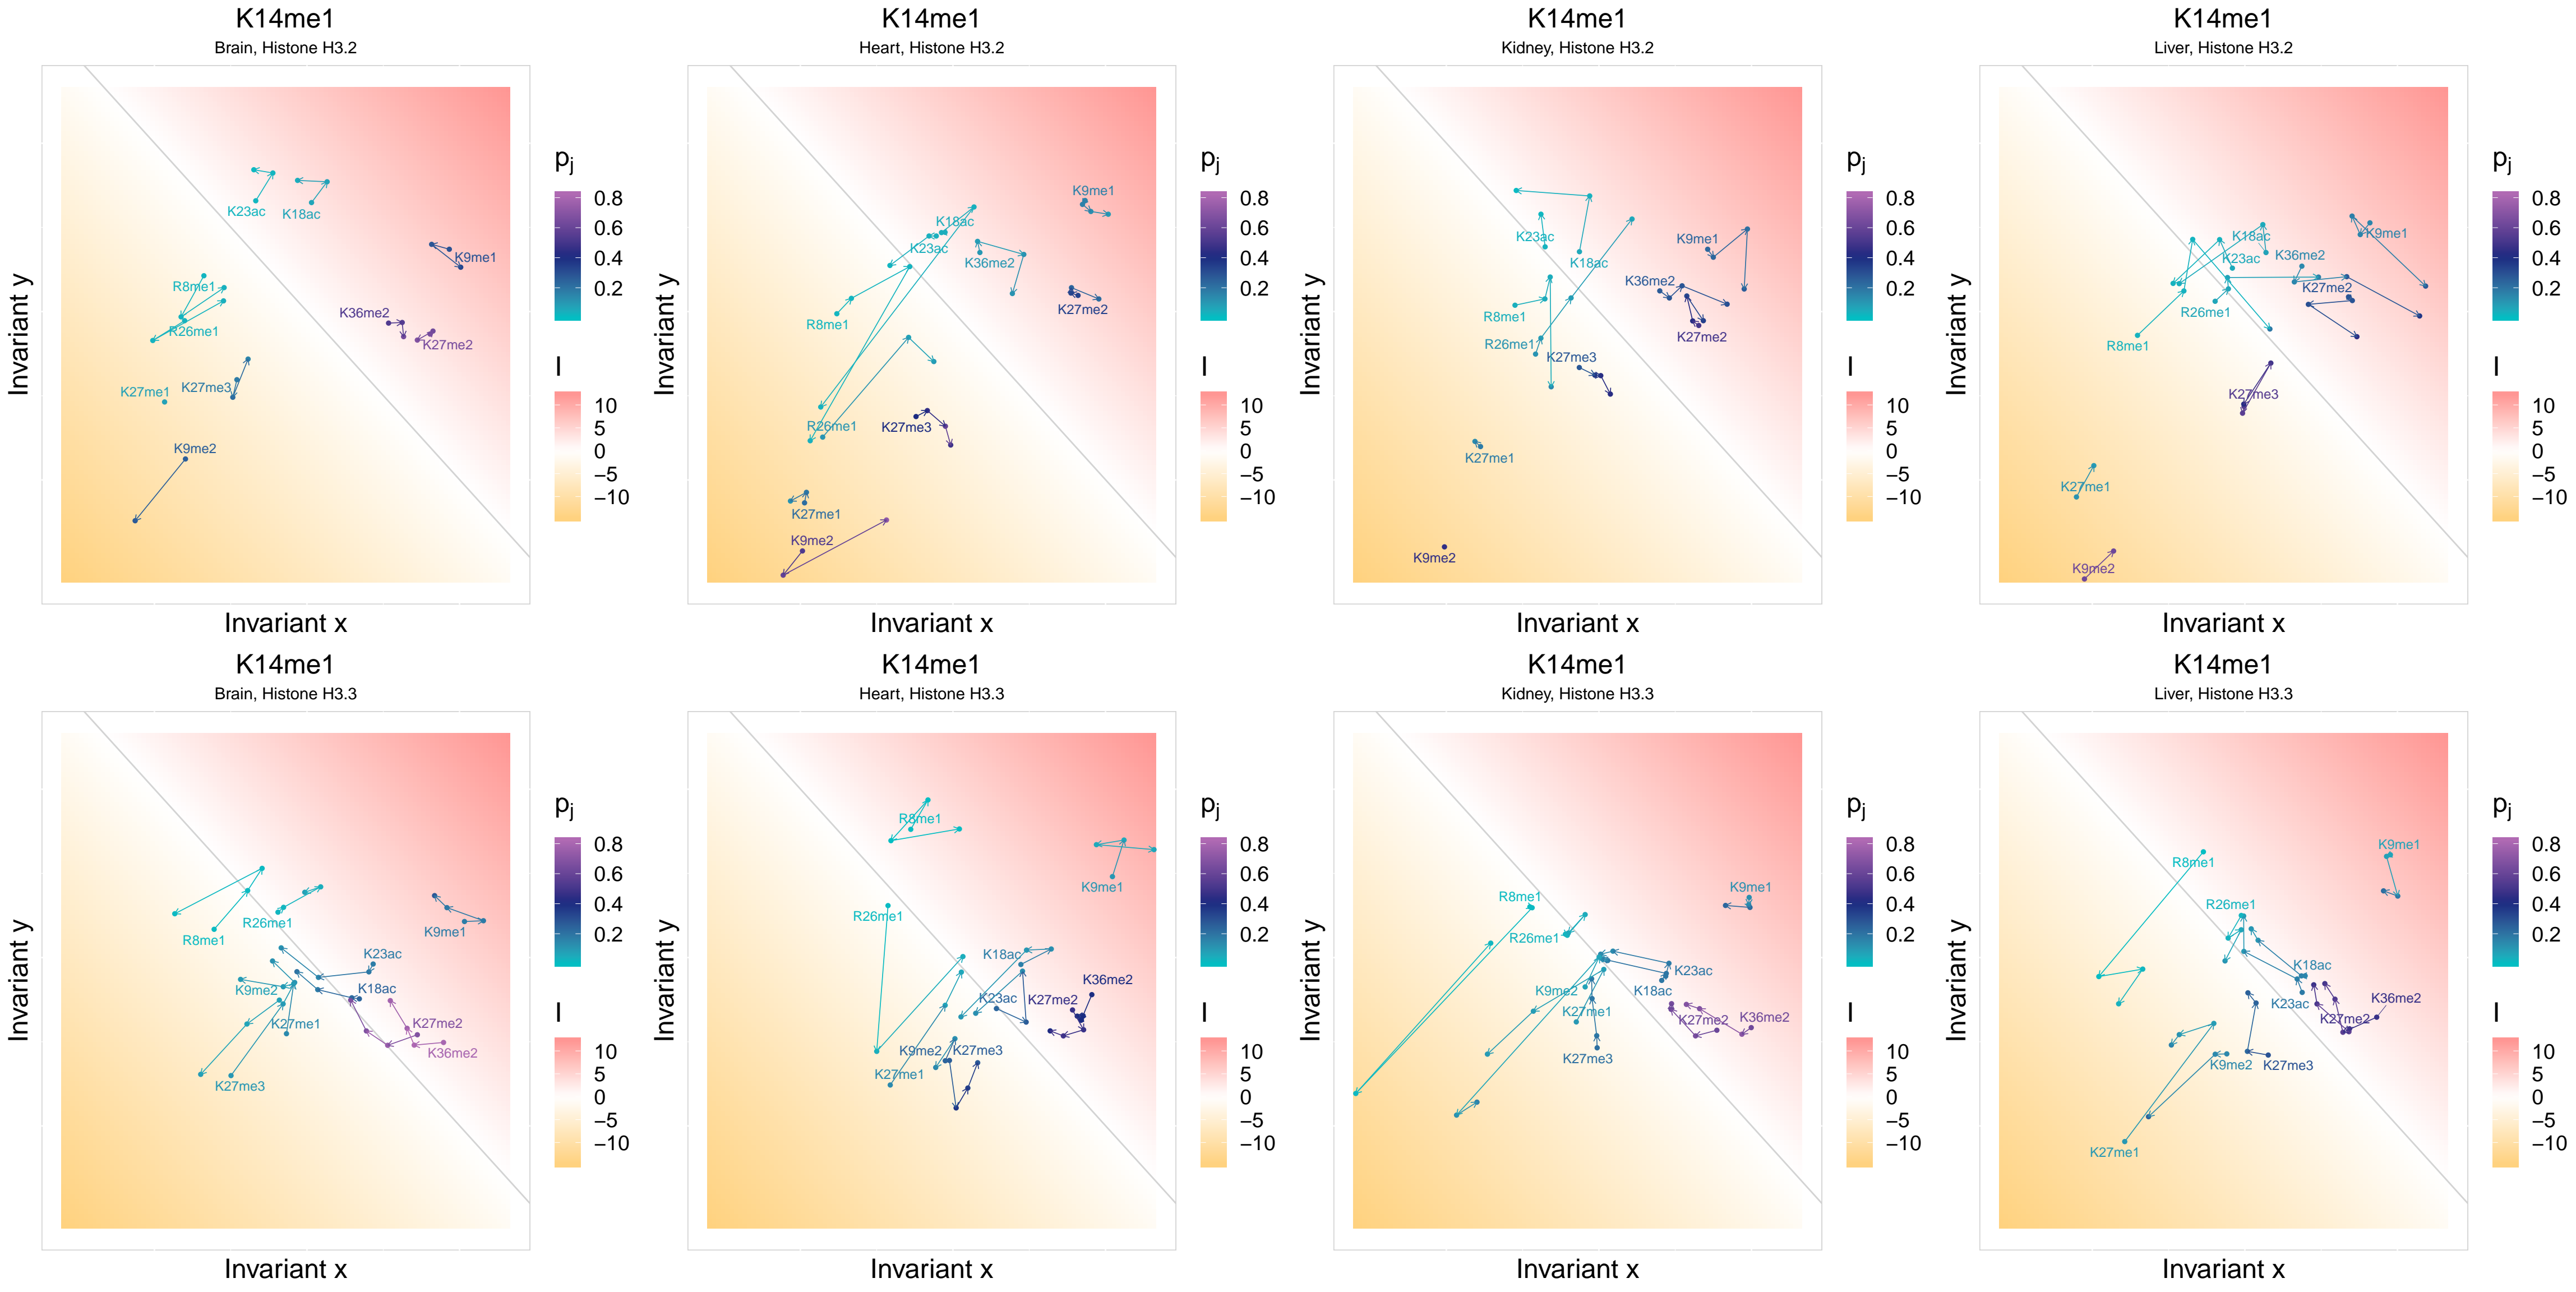 K14me1
Brain, Histone H3.2
Invariant y
Invariant x
K23ac
K18ac
K9me1
R8me1
K36me2
R26me1
K27me2
K27me3
K27me1
K9me2
pj
0.8
0.6
0.4
0.2
I
10
5
0
−5
−10
K14me1
Heart, Histone H3.2
Invariant y
Invariant x
K9me1
K18ac
K23ac
K36me2
K27me2
R8me1
R26me1
K27me3
K27me1
K9me2
pj
0.8
0.6
0.4
0.2
I
10
5
0
−5
−10
K14me1
Kidney, Histone H3.2
Invariant y
Invariant x
K23ac
K9me1
K18ac
K36me2
R8me1
K27me2
R26me1
K27me3
K27me1
K9me2
pj
0.8
0.6
0.4
0.2
I
10
5
0
−5
−10
K14me1
Liver, Histone H3.2
Invariant y
Invariant x
K9me1
K18ac
K36me2
K23ac
K27me2
R26me1
R8me1
K27me3
K27me1
K9me2
pj
0.8
0.6
0.4
0.2
I
10
5
0
−5
−10
K14me1
Brain, Histone H3.3
Invariant y
Invariant x
R26me1
K9me1
R8me1
K23ac
K9me2
K18ac
K27me1
K27me2
K36me2
K27me3
pj
0.8
0.6
0.4
0.2
I
10
5
0
−5
−10
K14me1
Heart, Histone H3.3
Invariant y
Invariant x
R8me1
K9me1
R26me1
K18ac
K36me2
K23ac
K27me2
K9me2
K27me3
K27me1
pj
0.8
0.6
0.4
0.2
I
10
5
0
−5
−10
K14me1
Kidney, Histone H3.3
Invariant y
Invariant x
K9me1
R8me1
R26me1
K23ac
K9me2
K18ac
K27me1
K27me2
K36me2
K27me3
pj
0.8
0.6
0.4
0.2
I
10
5
0
−5
−10
K14me1
Liver, Histone H3.3
Invariant y
Invariant x
K9me1
R8me1
R26me1
K18ac
K23ac
K36me2
K27me2
K9me2
K27me3
K27me1
pj
0.8
0.6
0.4
0.2
I
10
5
0
−5
−10